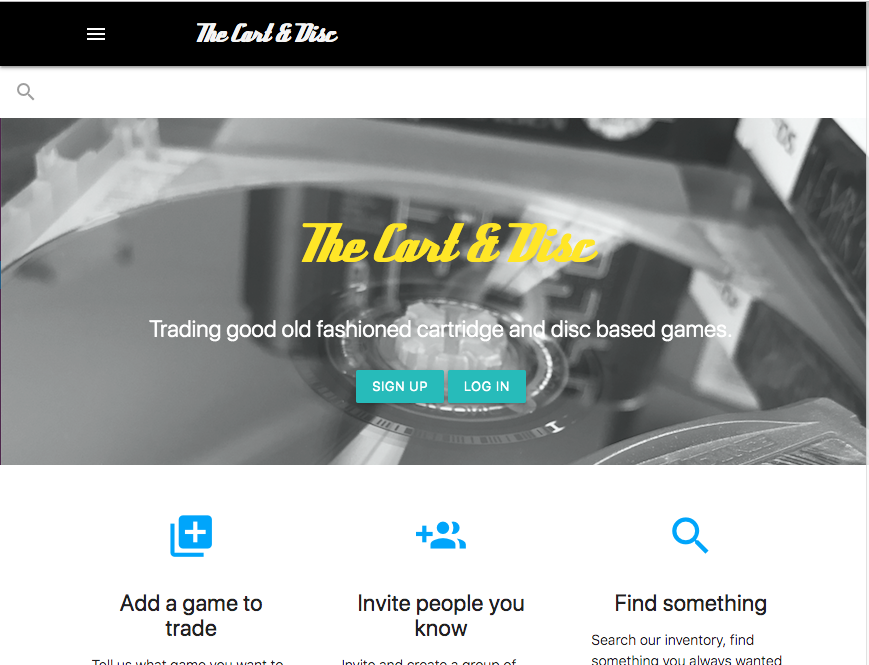 The Cart & Disc
The Cart & Disc
Trading good old fashioned cartridge and disc based games.
SIGN UP LOG IN
Add a game to
trade
Invite people you
know
Find something
Search our inventory, find
something you always wanted
Tell us what game you want to
Invite and create a group of